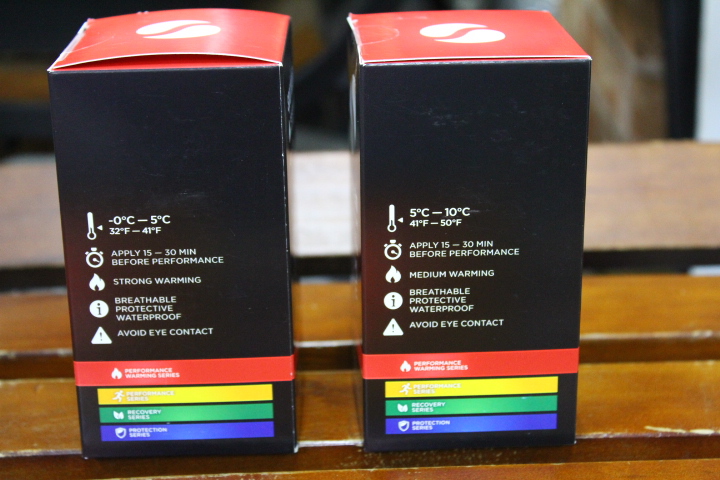 -0°C — 5°C
32°F — 41°F
APPLY 15 — 30 MIN
BEFORE PERFORMANCE
STRONG WARMING
BREATHABLE
PROTECTIVE
WATERPROOF
AVOID EYE CONTACT
PERFORMANCE
WARMING SERIES
PERFORMANCE
SERIES
RECOVERY
SERIES
PROTECTION
SERIES
5°C — 10°C
41°F — 50°F
APPLY 15 — 30 MIN
BEFORE PERFORMANCE
MEDIUM WARMING
BREATHABLE
PROTECTIVE
WATERPROOF
AVOID EYE CONTACT
PERFORMANCE
WARMING SERIES
PERFORMANCE
SERIES
RECOVERY
SERIES
PROTECTION
SERIES